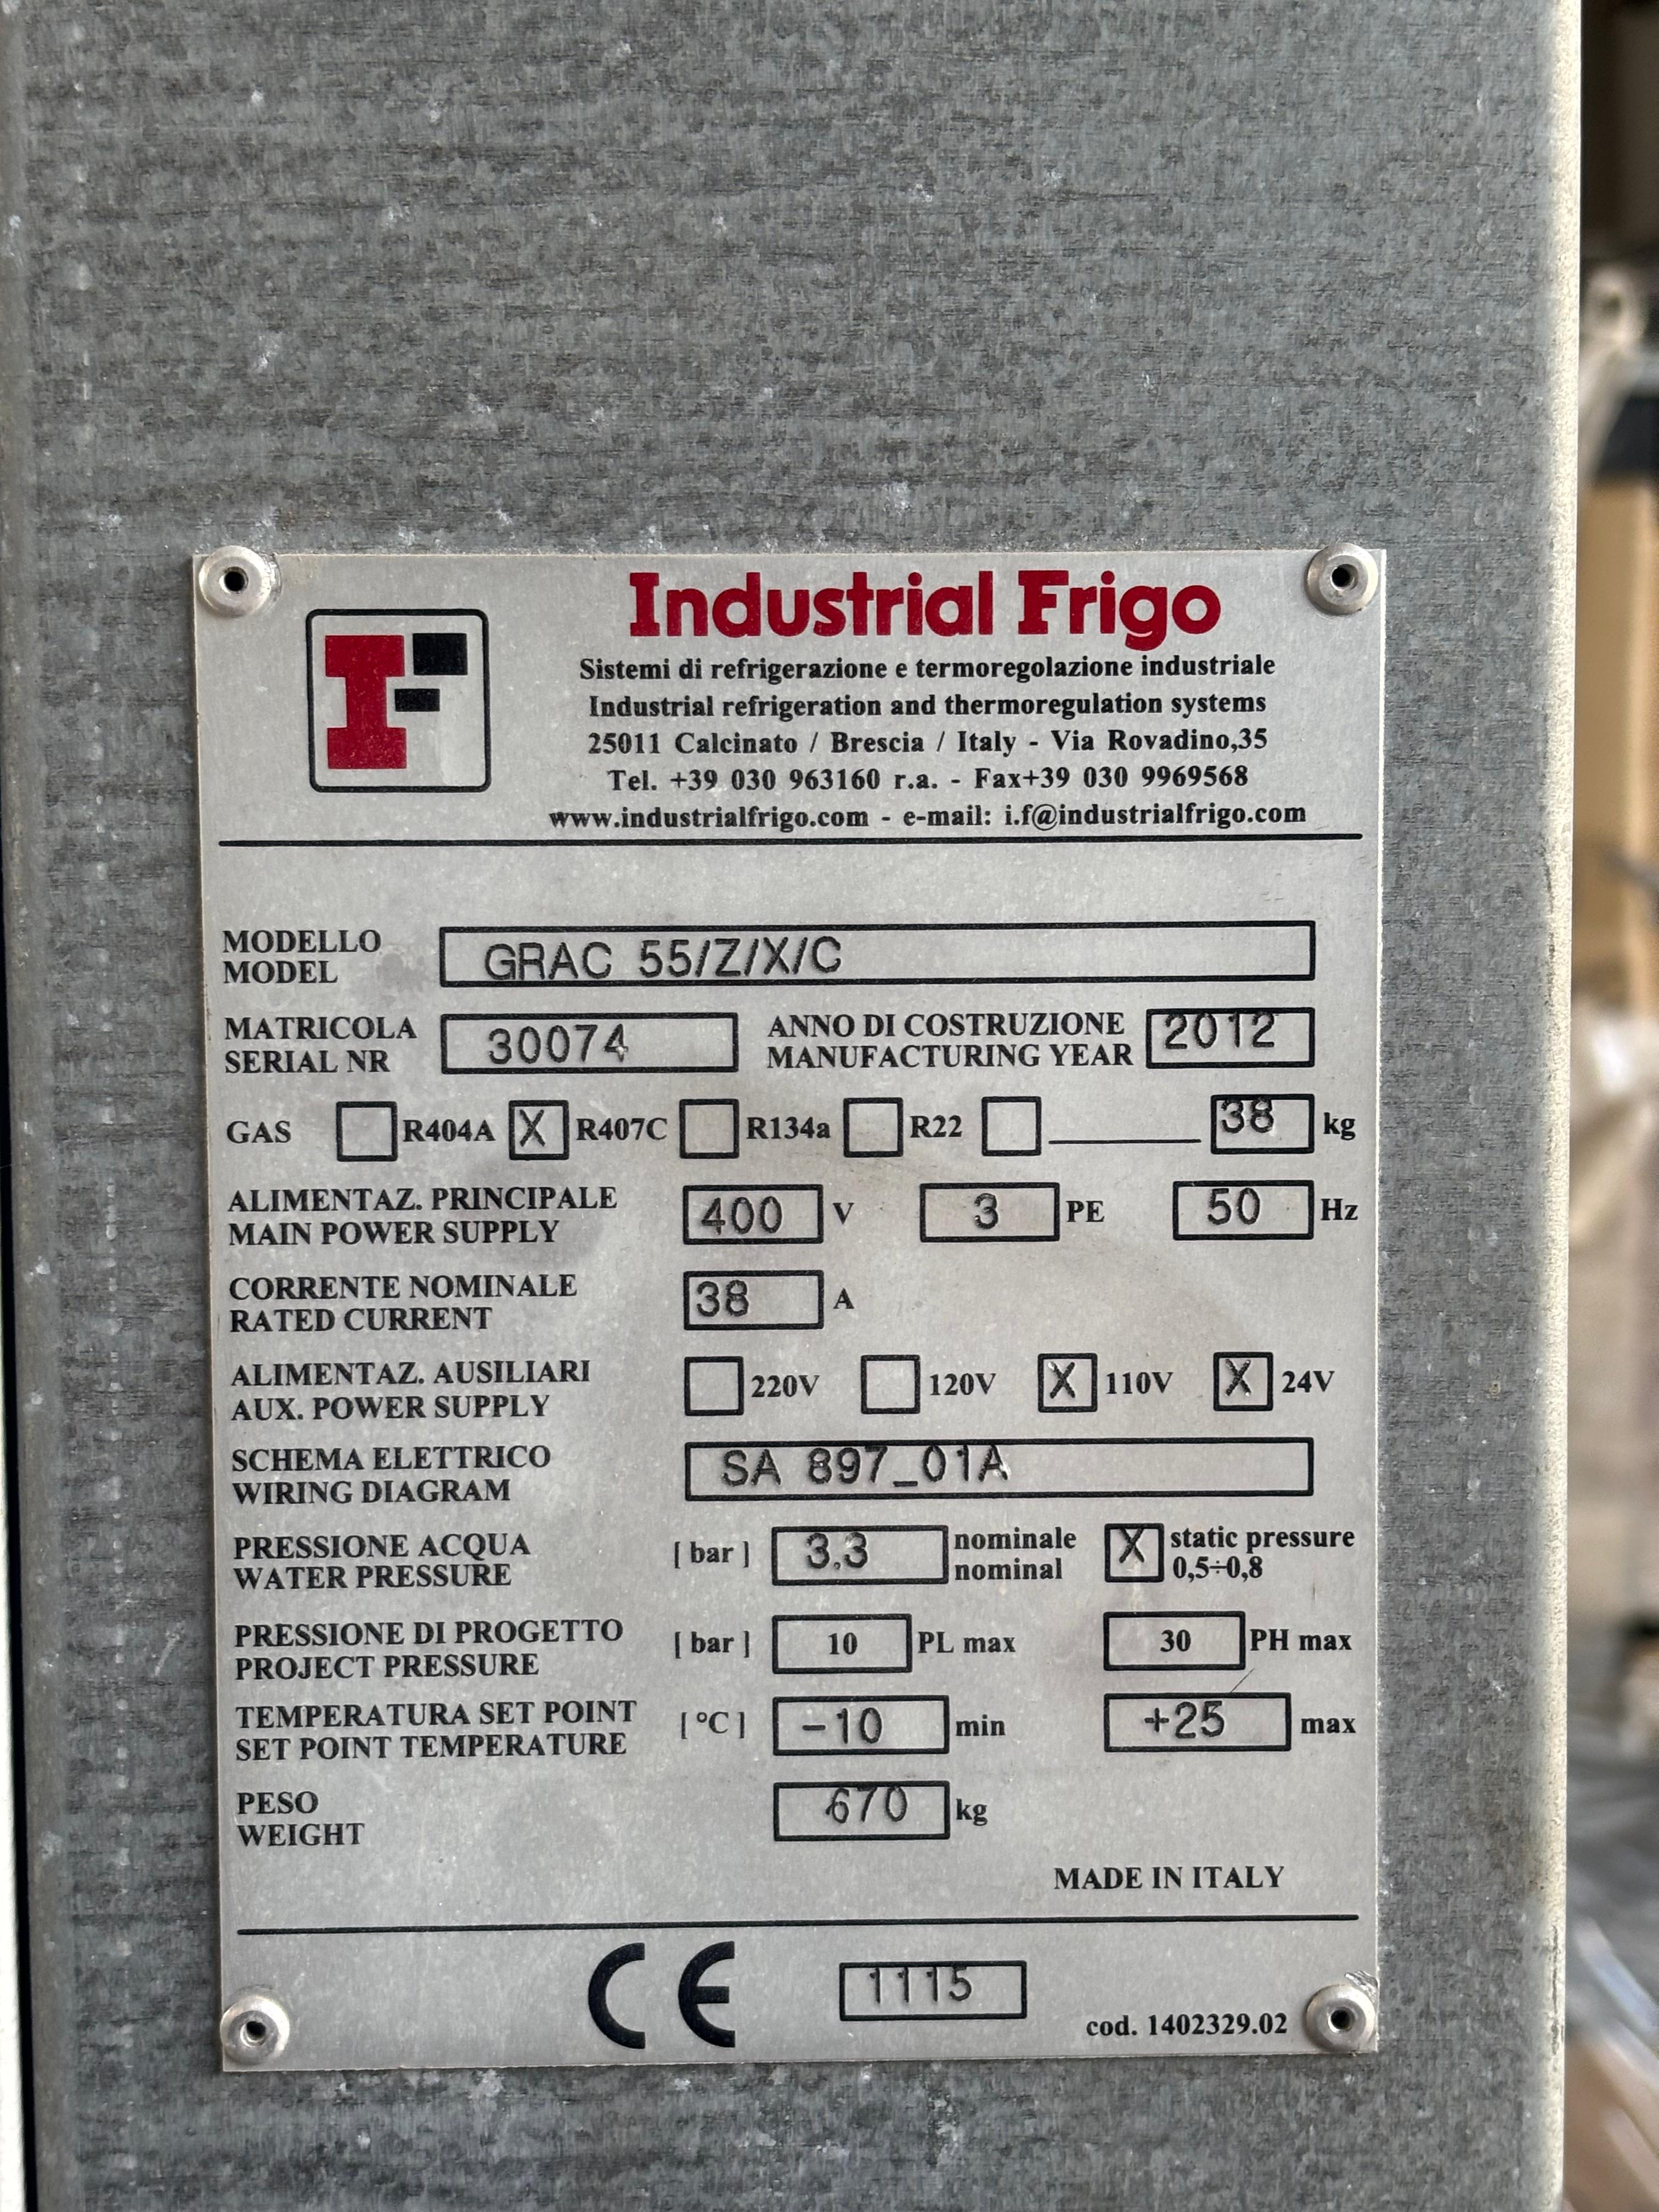 IF
Industrial Frigo
Sistemi di refrigerazione e termoregolazione industriale
Industrial refrigeration and thermoregulation systems
25011 Calcinato / Brescia / Italy - Via Rovadino,35
Tel. +39 030 963160 r.a. - Fax+39 030 9969568
www.industrialfrigo.com - e-mail: i.f@industrialfrigo.com
MODELLO
MODEL
GRAC 55/Z/X/C
MATRICOLA
SERIAL NR
30074
ANNO DI COSTRUZIONE
MANUFACTURING YEAR
2012
GAS R404A X R407C R134a R22 38 kg
ALIMENTAZ. PRINCIPALE
MAIN POWER SUPPLY
400 V 3 PE 50 Hz
CORRENTE NOMINALE
RATED CURRENT
38 A
ALIMENTAZ. AUSILIARI
AUX. POWER SUPPLY
220V 120V X 110V X 24V
SCHEMA ELETTRICO
WIRING DIAGRAM
SA 897_01A
PRESSIONE ACQUA
WATER PRESSURE
[ bar ] 3.3
nominale
nominal
X static pressure
0,5÷0,8
PRESSIONE DI PROGETTO
PROJECT PRESSURE
[ bar ] 10 PL max 30 PH max
TEMPERATURA SET POINT
SET POINT TEMPERATURE
[ °C ] -10 min +25 max
PESO
WEIGHT
670 kg
MADE IN ITALY
CE 1115
cod. 1402329.02